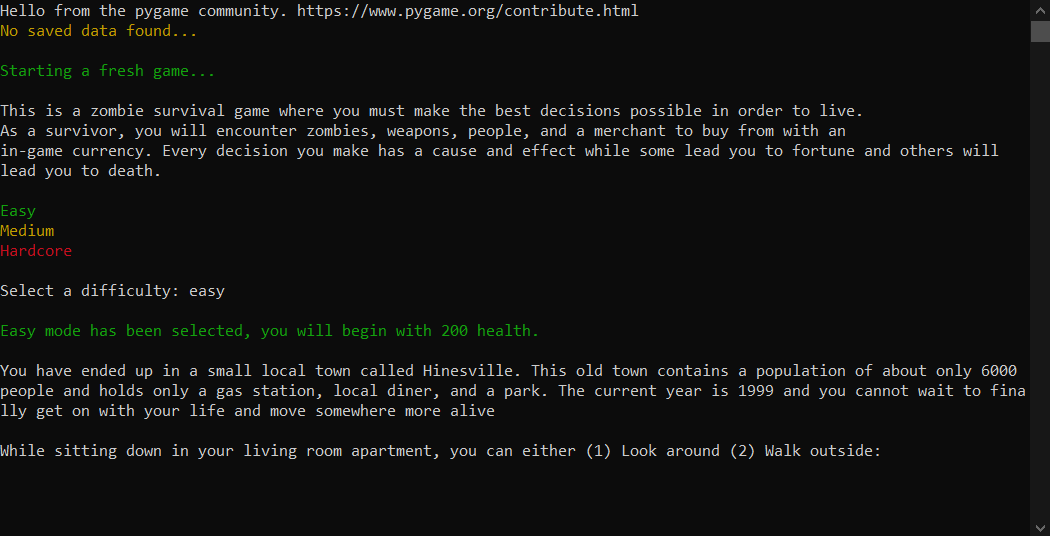 Hello from the pygame community. https://www.pygame.org/contribute.html
No saved data found...
Starting a fresh game...
This is a zombie survival game where you must make the best decisions possible in order to live.
As a survivor, you will encounter zombies, weapons, people, and a merchant to buy from with an
in-game currency. Every decision you make has a cause and effect while some lead you to fortune and others will
lead you to death.
Easy
Medium
Hardcore
Select a difficulty: easy
Easy mode has been selected, you will begin with 200 health.
You have ended up in a small local town called Hinesville. This old town contains a population of about only 6000
people and holds only a gas station, local diner, and a park. The current year is 1999 and you cannot wait to fina
lly get on with your life and move somewhere more alive
While sitting down in your living room apartment, you can either (1) Look around (2) Walk outside: